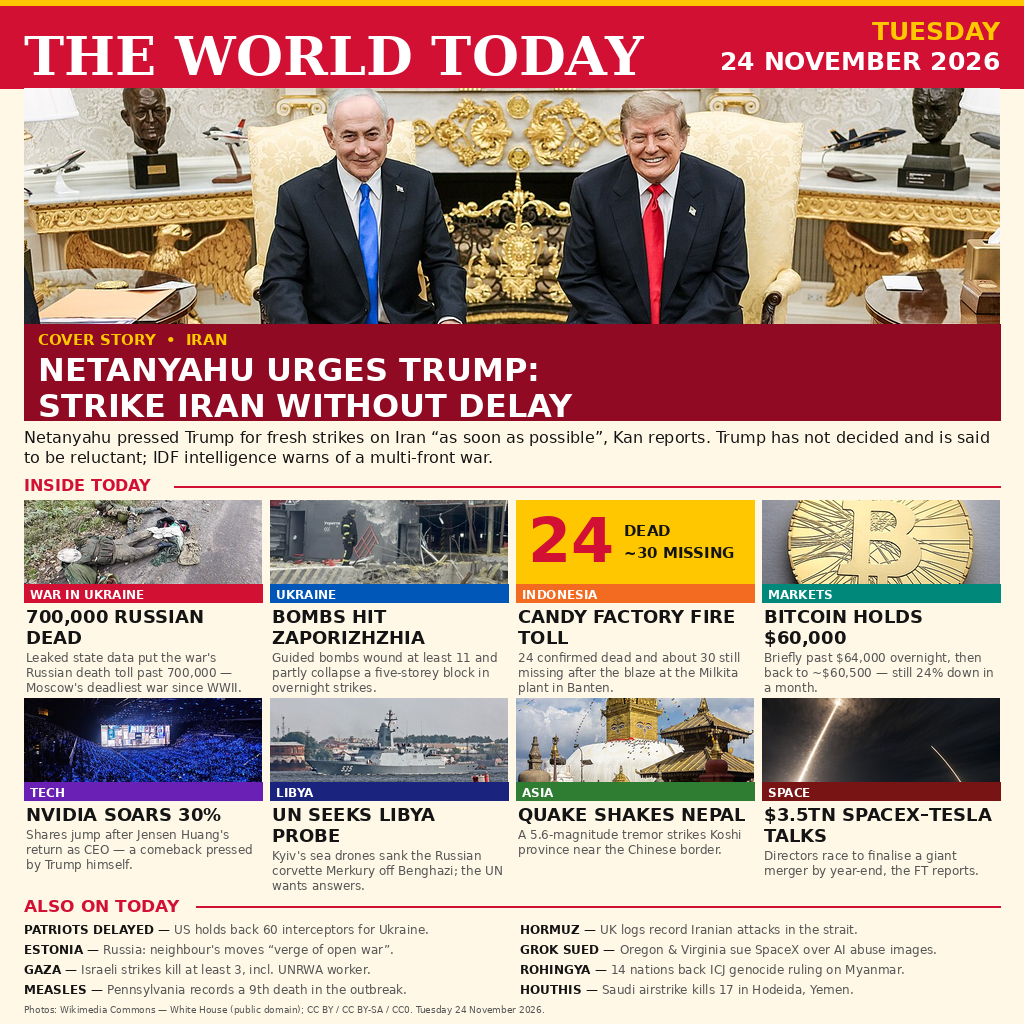 THE WORLD TODAY
TUESDAY
24 NOVEMBER 2026
COVER STORY • IRAN
NETANYAHU URGES TRUMP:
STRIKE IRAN WITHOUT DELAY
Netanyahu pressed Trump for fresh strikes on Iran “as soon as possible”, Kan reports. Trump has not decided and is said
to be reluctant; IDF intelligence warns of a multi-front war.
INSIDE TODAY
WAR IN UKRAINE
700,000 RUSSIAN
DEAD
Leaked state data put the war's
Russian death toll past 700,000 —
Moscow's deadliest war since WWII.
UKRAINE
BOMBS HIT
ZAPORIZHZHIA
Guided bombs wound at least 11 and
partly collapse a five-storey block in
overnight strikes.
24
DEAD
~30 MISSING
INDONESIA
CANDY FACTORY FIRE
TOLL
24 confirmed dead and about 30 still
missing after the blaze at the Milkita
plant in Banten.
B
MARKETS
BITCOIN HOLDS
$60,000
Briefly past $64,000 overnight, then
back to ~$60,500 — still 24% down in
a month.
TECH
NVIDIA SOARS 30%
Shares jump after Jensen Huang's
return as CEO — a comeback pressed
by Trump himself.
535
LIBYA
UN SEEKS LIBYA
PROBE
Kyiv's sea drones sank the Russian
corvette Merkury off Benghazi; the UN
wants answers.
ASIA
QUAKE SHAKES NEPAL
A 5.6-magnitude tremor strikes Koshi
province near the Chinese border.
SPACE
$3.5TN SPACEX–TESLA
TALKS
Directors race to finalise a giant
merger by year-end, the FT reports.
ALSO ON TODAY
PATRIOTS DELAYED — US holds back 60 interceptors for Ukraine.
ESTONIA — Russia: neighbour's moves “verge of open war”.
GAZA — Israeli strikes kill at least 3, incl. UNRWA worker.
MEASLES — Pennsylvania records a 9th death in the outbreak.
HORMUZ — UK logs record Iranian attacks in the strait.
GROK SUED — Oregon & Virginia sue SpaceX over AI abuse images.
ROHINGYA — 14 nations back ICJ genocide ruling on Myanmar.
HOUTHIS — Saudi airstrike kills 17 in Hodeida, Yemen.
Photos: Wikimedia Commons — White House (public domain); CC BY / CC BY-SA / CC0. Tuesday 24 November 2026.